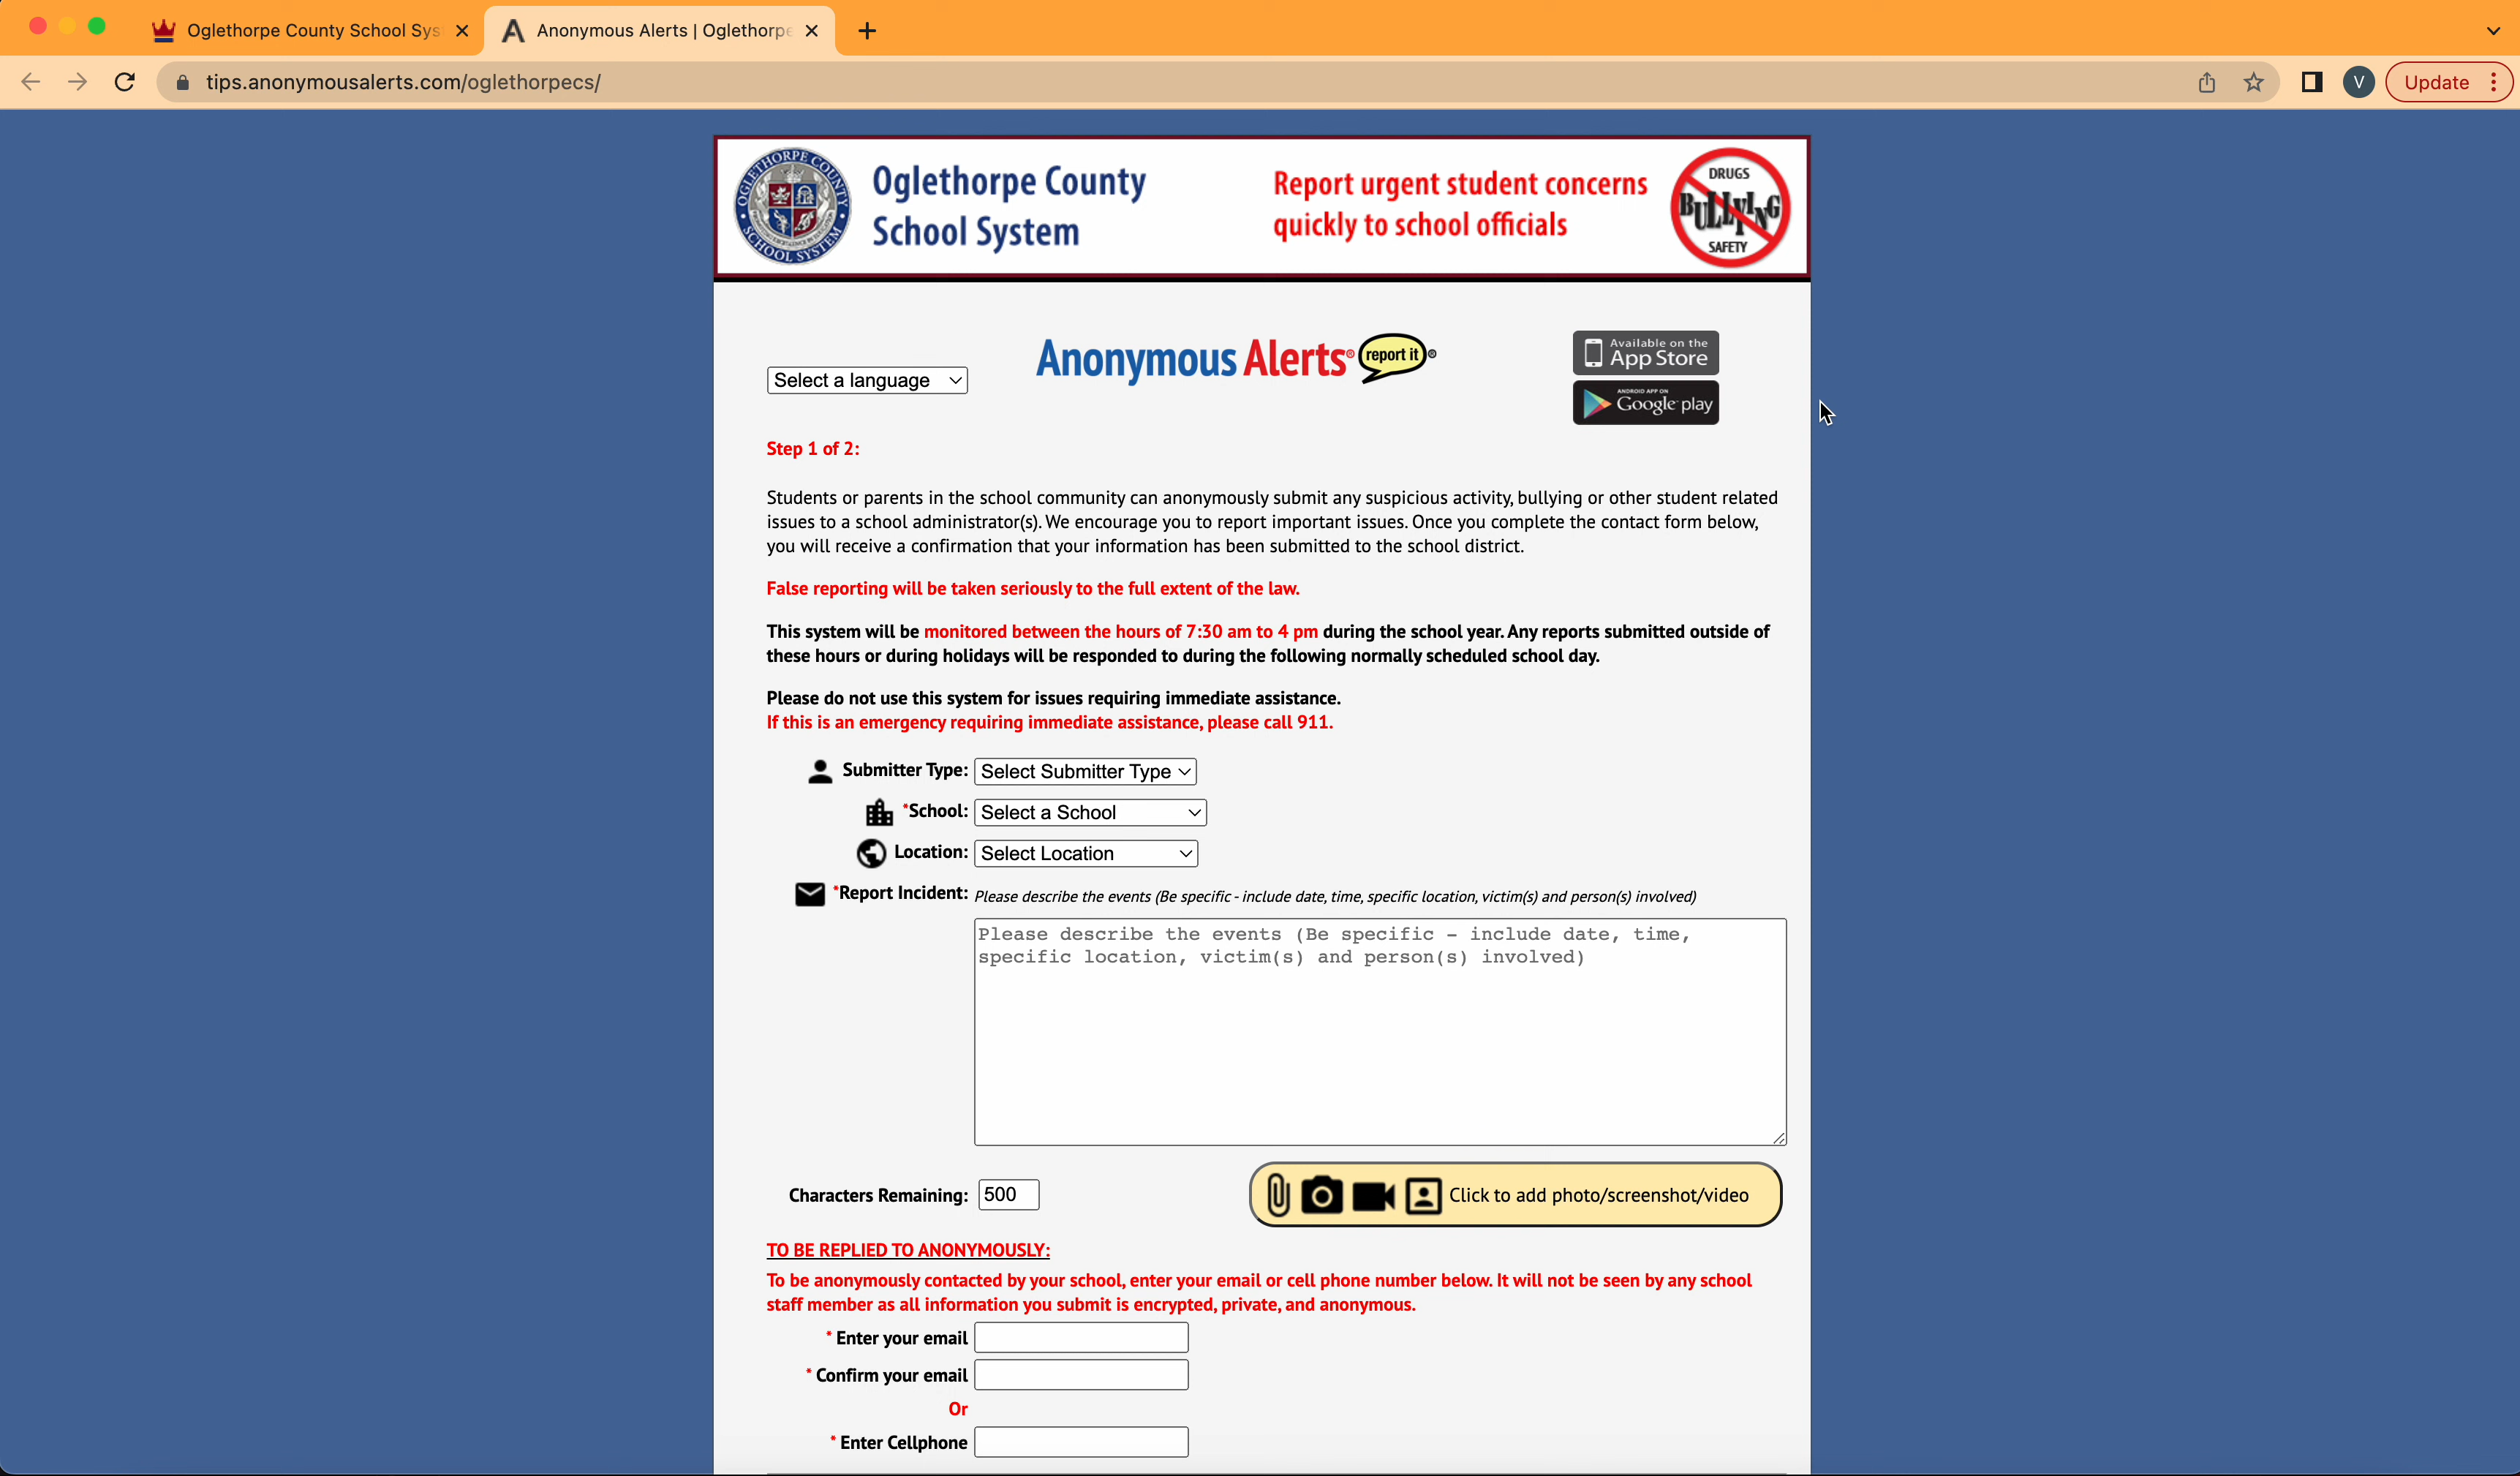 Oglethorpe County School Sys
Anonymous Alerts | Oglethorpe
tips.anonymousalerts.com/oglethorpecs/
V
Update
OGLETHORPE COUNTY
SCHOOL SYSTEM
Oglethorpe County
School System
Report urgent student concerns
quickly to school officials
DRUGS
BULLYING
SAFETY
Select a language
Anonymous Alerts® report it ®
Available on the
App Store
ANDROID APP ON
Google play
Step 1 of 2:
Students or parents in the school community can anonymously submit any suspicious activity, bullying or other student related
issues to a school administrator(s). We encourage you to report important issues. Once you complete the contact form below,
you will receive a confirmation that your information has been submitted to the school district.
False reporting will be taken seriously to the full extent of the law.
This system will be monitored between the hours of 7:30 am to 4 pm during the school year. Any reports submitted outside of
these hours or during holidays will be responded to during the following normally scheduled school day.
Please do not use this system for issues requiring immediate assistance.
If this is an emergency requiring immediate assistance, please call 911.
Submitter Type: Select Submitter Type
*School: Select a School
Location: Select Location
*Report Incident: Please describe the events (Be specific - include date, time, specific location, victim(s) and person(s) involved)
Please describe the events (Be specific - include date, time,
specific location, victim(s) and person(s) involved)
Characters Remaining: 500
Click to add photo/screenshot/video
TO BE REPLIED TO ANONYMOUSLY:
To be anonymously contacted by your school, enter your email or cell phone number below. It will not be seen by any school
staff member as all information you submit is encrypted, private, and anonymous.
* Enter your email
* Confirm your email
Or
* Enter Cellphone